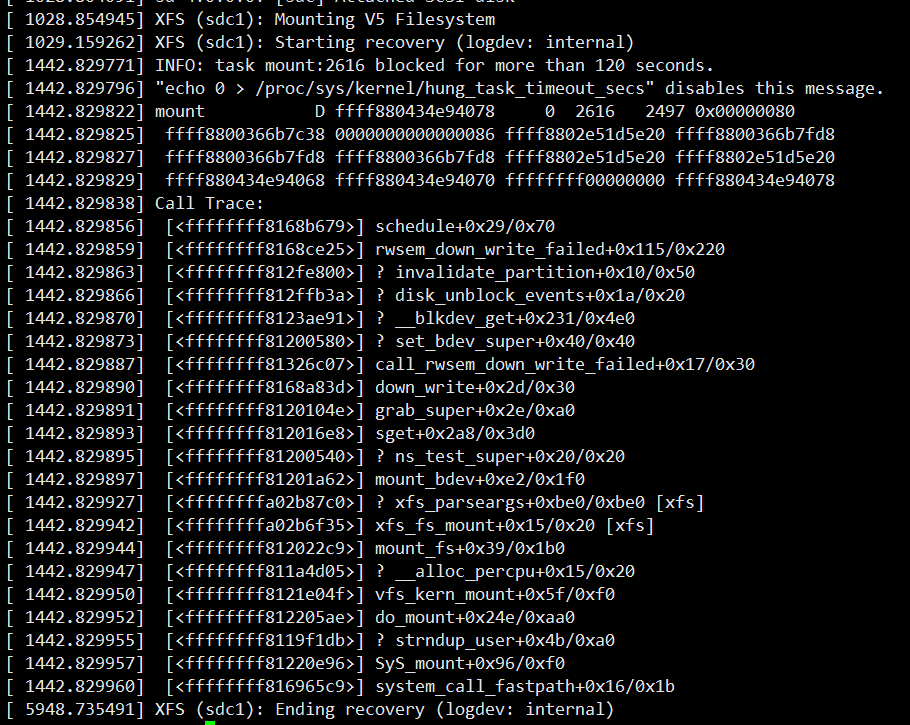 [ 1028.854945] XFS (sdc1): Mounting V5 Filesystem
[ 1029.159262] XFS (sdc1): Starting recovery (logdev: internal)
[ 1442.829771] INFO: task mount:2616 blocked for more than 120 seconds.
[ 1442.829796] "echo 0 > /proc/sys/kernel/hung_task_timeout_secs" disables this message.
[ 1442.829822] mount           D ffff880434e94078     0  2616   2497 0x00000080
[ 1442.829825]  ffff8800366b7c38 0000000000000086 ffff8802e51d5e20 ffff8800366b7fd8
[ 1442.829827]  ffff8800366b7fd8 ffff8800366b7fd8 ffff8802e51d5e20 ffff8802e51d5e20
[ 1442.829829]  ffff880434e94068 ffff880434e94070 ffffffff00000000 ffff880434e94078
[ 1442.829838] Call Trace:
[ 1442.829856]  [<ffffffff8168b679>] schedule+0x29/0x70
[ 1442.829859]  [<ffffffff8168ce25>] rwsem_down_write_failed+0x115/0x220
[ 1442.829863]  [<ffffffff812fe800>] ? invalidate_partition+0x10/0x50
[ 1442.829866]  [<ffffffff812ffb3a>] ? disk_unblock_events+0x1a/0x20
[ 1442.829870]  [<ffffffff8123ae91>] ? __blkdev_get+0x231/0x4e0
[ 1442.829873]  [<ffffffff81200580>] ? set_bdev_super+0x40/0x40
[ 1442.829887]  [<ffffffff81326c07>] call_rwsem_down_write_failed+0x17/0x30
[ 1442.829890]  [<ffffffff8168a83d>] down_write+0x2d/0x30
[ 1442.829891]  [<ffffffff8120104e>] grab_super+0x2e/0xa0
[ 1442.829893]  [<ffffffff812016e8>] sget+0x2a8/0x3d0
[ 1442.829895]  [<ffffffff81200540>] ? ns_test_super+0x20/0x20
[ 1442.829897]  [<ffffffff81201a62>] mount_bdev+0xe2/0x1f0
[ 1442.829927]  [<ffffffffa02b87c0>] ? xfs_parseargs+0xbe0/0xbe0 [xfs]
[ 1442.829942]  [<ffffffffa02b6f35>] xfs_fs_mount+0x15/0x20 [xfs]
[ 1442.829944]  [<ffffffff812022c9>] mount_fs+0x39/0x1b0
[ 1442.829947]  [<ffffffff811a4d05>] ? __alloc_percpu+0x15/0x20
[ 1442.829950]  [<ffffffff8121e04f>] vfs_kern_mount+0x5f/0xf0
[ 1442.829952]  [<ffffffff812205ae>] do_mount+0x24e/0xaa0
[ 1442.829955]  [<ffffffff8119f1db>] ? strndup_user+0x4b/0xa0
[ 1442.829957]  [<ffffffff81220e96>] SyS_mount+0x96/0xf0
[ 1442.829960]  [<ffffffff816965c9>] system_call_fastpath+0x16/0x1b
[ 5948.735491] XFS (sdc1): Ending recovery (logdev: internal)